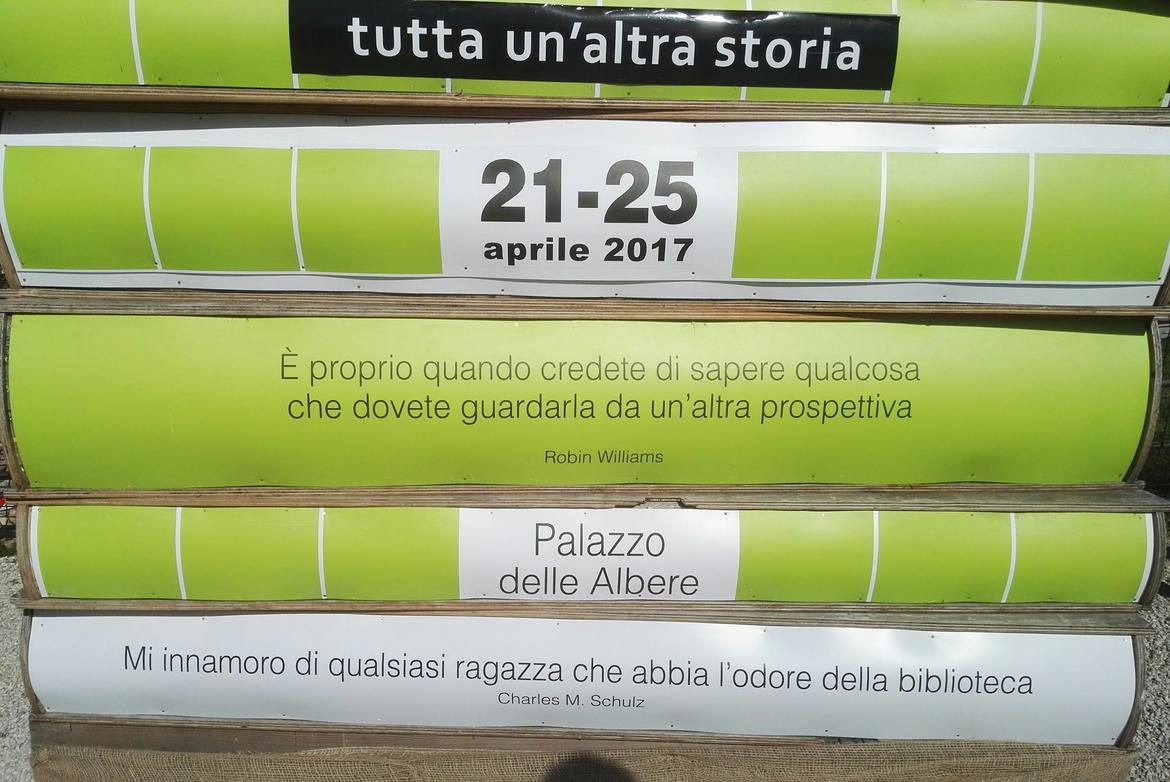 tutta un'altra storia
21-25
aprile 2017
È proprio quando credete di sapere qualcosa
che dovete guardarla da un'altra prospettiva
Robin Williams
Palazzo
delle Albere
Mi innamoro di qualsiasi ragazza che abbia l'odore della biblioteca
Charles M. Schulz